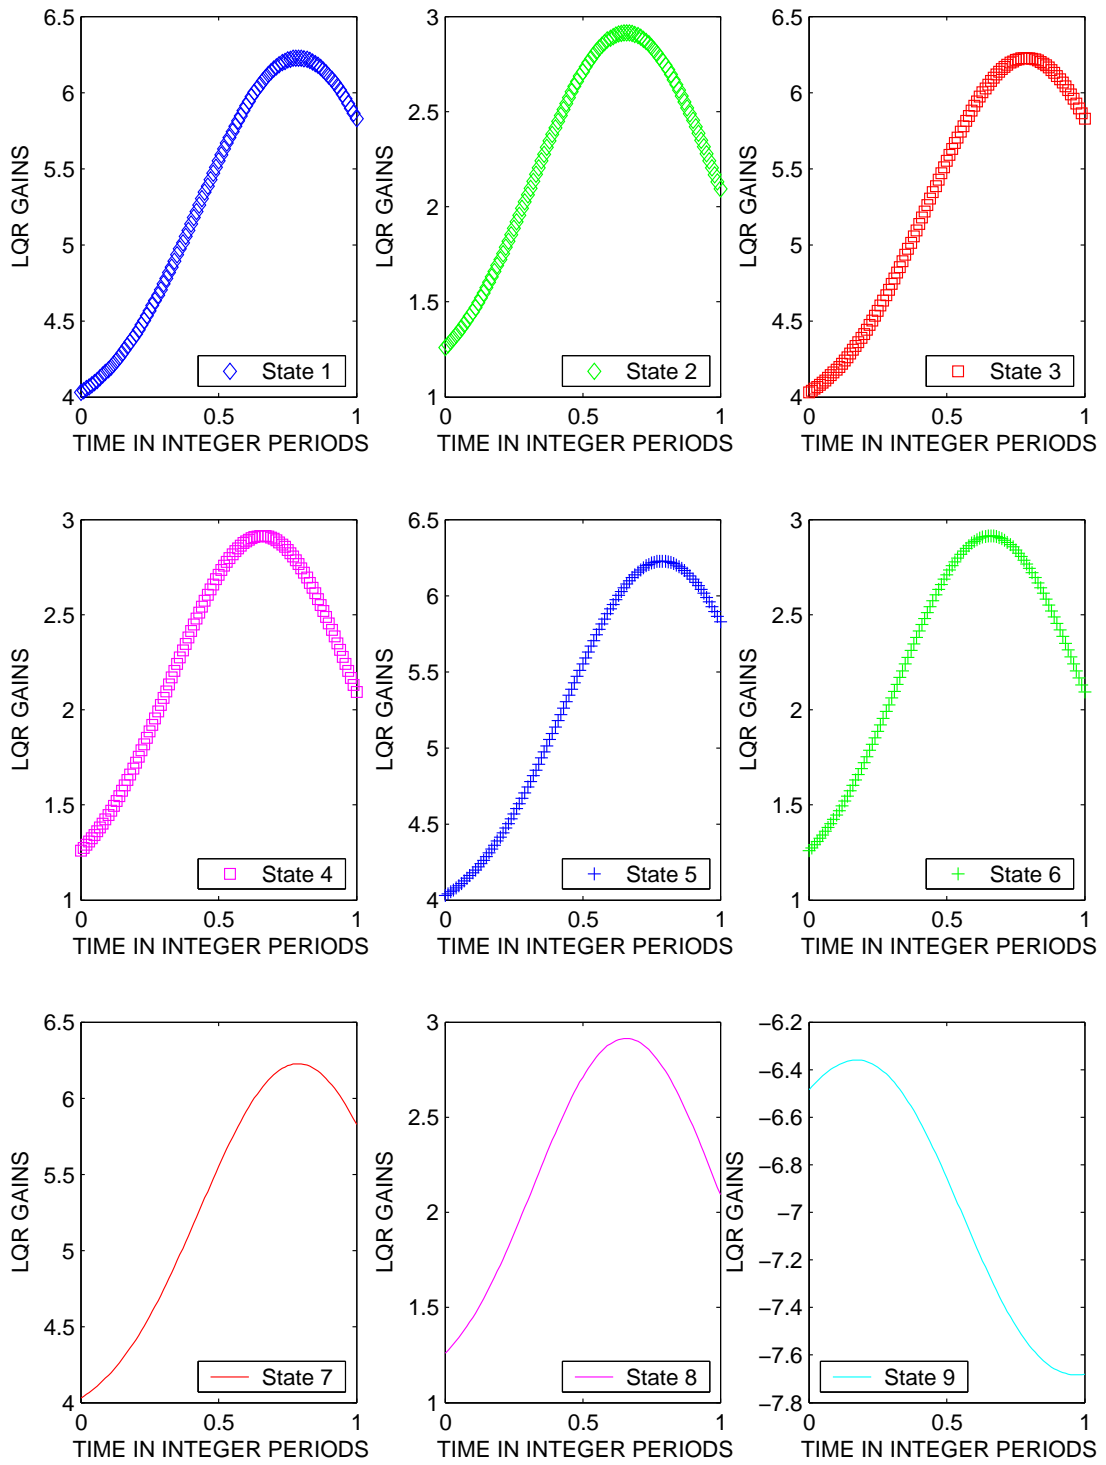 6.5
6
5.5
5
4.5
4
LQR GAINS
State 1
0 0.5 1
TIME IN INTEGER PERIODS
3
2.5
2
1.5
1
LQR GAINS
State 2
0 0.5 1
TIME IN INTEGER PERIODS
6.5
6
5.5
5
4.5
4
LQR GAINS
State 3
0 0.5 1
TIME IN INTEGER PERIODS
3
2.5
2
1.5
1
LQR GAINS
State 4
0 0.5 1
TIME IN INTEGER PERIODS
6.5
6
5.5
5
4.5
4
LQR GAINS
State 5
0 0.5 1
TIME IN INTEGER PERIODS
3
2.5
2
1.5
1
LQR GAINS
State 6
0 0.5 1
TIME IN INTEGER PERIODS
6.5
6
5.5
5
4.5
4
LQR GAINS
State 7
0 0.5 1
TIME IN INTEGER PERIODS
3
2.5
2
1.5
1
LQR GAINS
State 8
0 0.5 1
TIME IN INTEGER PERIODS
−6.2
−6.4
−6.6
−6.8
−7
−7.2
−7.4
−7.6
−7.8
LQR GAINS
State 9
0 0.5 1
TIME IN INTEGER PERIODS